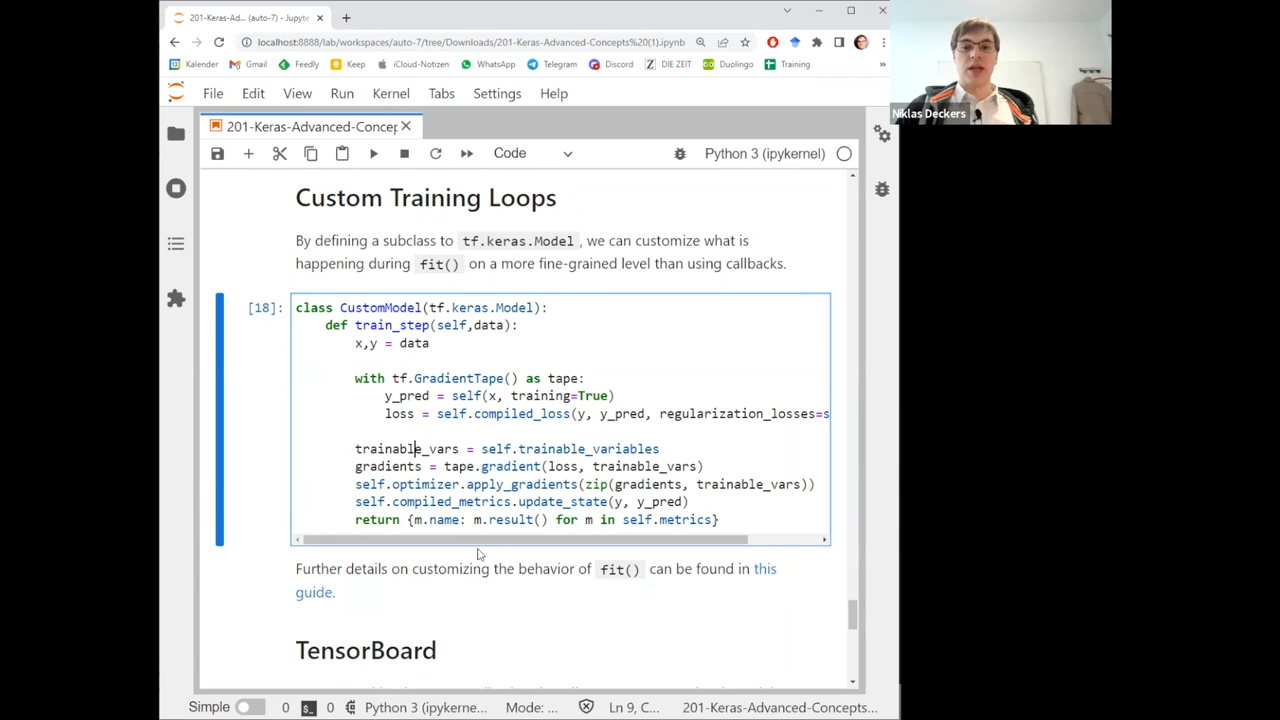 201-Keras-Ad... (auto-7) - Jupyte
localhost:8888/lab/workspaces/auto-7/tree/Downloads/201-Keras-Advanced-Concepts%20(1).ipynb
Kalender Gmail Feedly Keep iCloud-Notizen WhatsApp Telegram Discord DIE ZEIT Duolingo Training »
Niklas Deckers
File Edit View Run Kernel Tabs Settings Help
201-Keras-Advanced-Concep
Code Python 3 (ipykernel)
Custom Training Loops
By defining a subclass to tf.keras.Model, we can customize what is
happening during fit() on a more fine-grained level than using callbacks.
[18]: class CustomModel(tf.keras.Model):
def train_step(self,data):
x,y = data
with tf.GradientTape() as tape:
y_pred = self(x, training=True)
loss = self.compiled_loss(y, y_pred, regularization_losses=s
trainable_vars = self.trainable_variables
gradients = tape.gradient(loss, trainable_vars)
self.optimizer.apply_gradients(zip(gradients, trainable_vars))
self.compiled_metrics.update_state(y, y_pred)
return {m.name: m.result() for m in self.metrics}
Further details on customizing the behavior of fit() can be found in this
guide.
TensorBoard
Simple 0 0 Python 3 (ipykerne... Mode: ... Ln 9, C... 201-Keras-Advanced-Concepts...